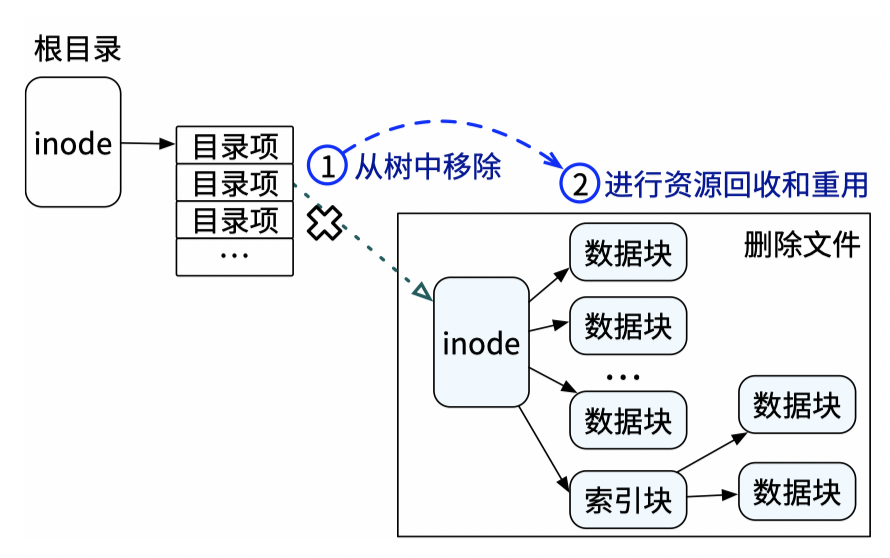 根目录
inode
目录项
目录项
目录项
...
1 从树中移除
2 进行资源回收和重用
删除文件
inode
数据块
数据块
...
数据块
索引块
数据块
数据块